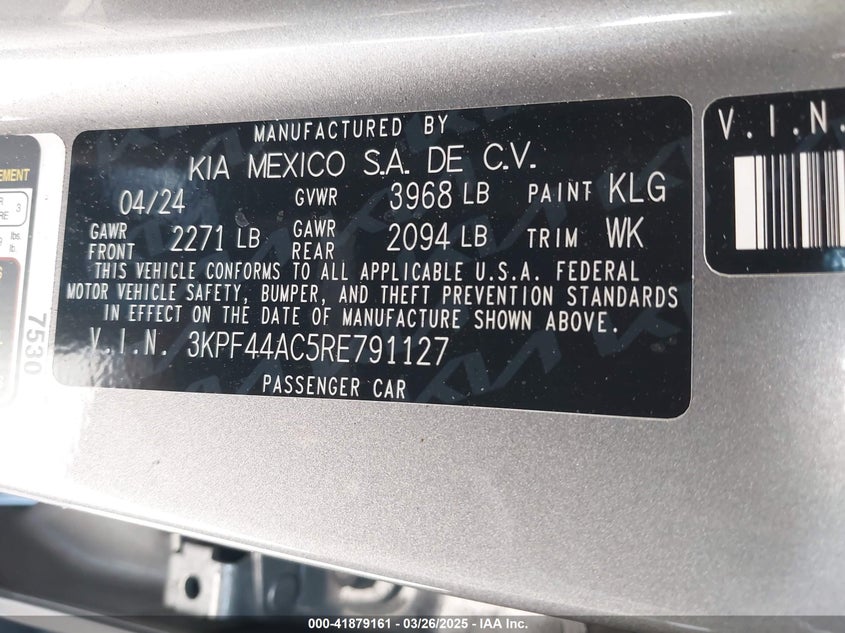 MANUFACTURED BY
KIA MEXICO S.A. DE C.V.
04/24 GVWR 3968 LB PAINT KLG
GAWR FRONT 2271 LB GAWR REAR 2094 LB TRIM WK
THIS VEHICLE CONFORMS TO ALL APPLICABLE U.S.A. FEDERAL
MOTOR VEHICLE SAFETY, BUMPER, AND THEFT PREVENTION STANDARDS
IN EFFECT ON THE DATE OF MANUFACTURE SHOWN ABOVE.
V.I.N. 3KPF44AC5RE791127
PASSENGER CAR
V.I.N.
7530
000-41879161 - 03/26/2025 - IAA Inc.